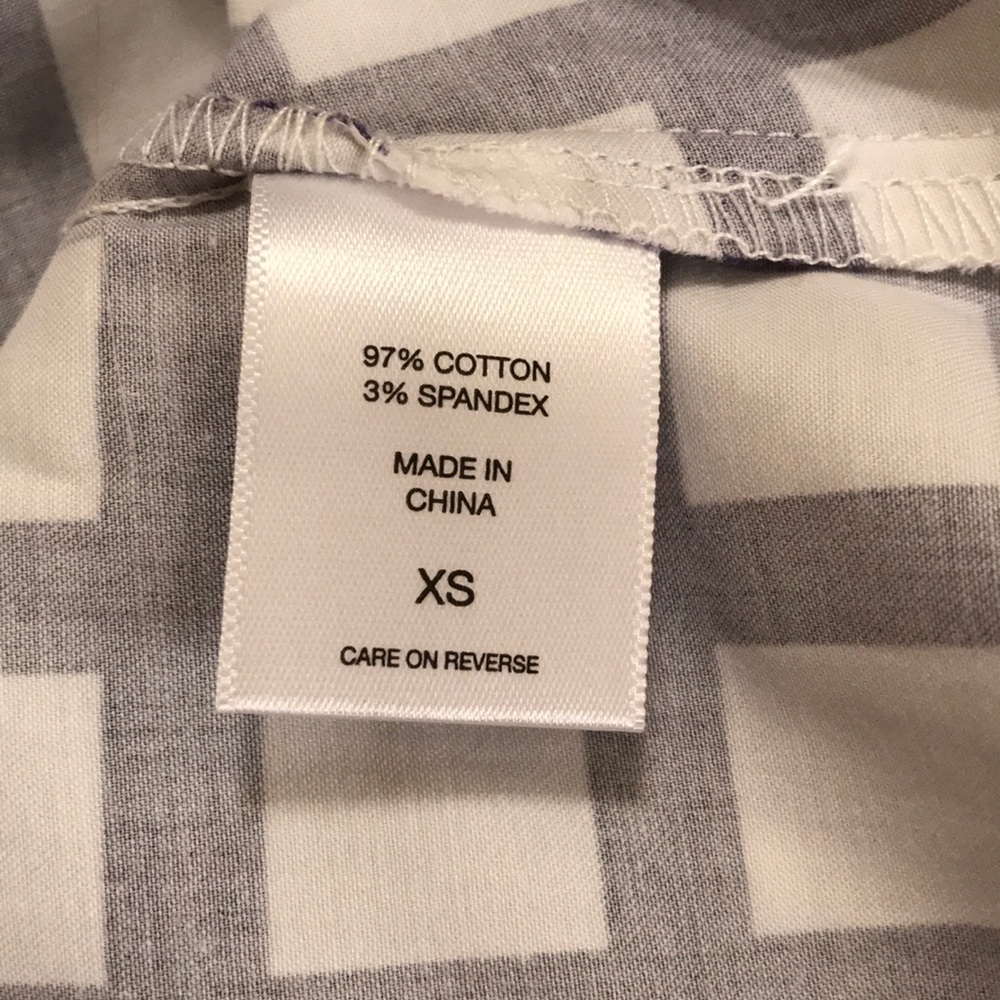 97% COTTON
3% SPANDEX
MADE IN
CHINA
XS
CARE ON REVERSE